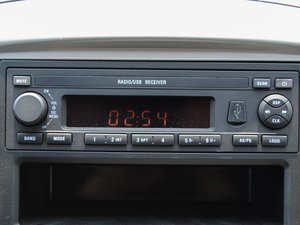 MUTE
RADIO/USB RECEIVER
SCAN
02:54
DSP
CLK
BAND
MODE
1
2 INT
3 RPT
4
5 D-
6 D+
AS/PS
LOUD